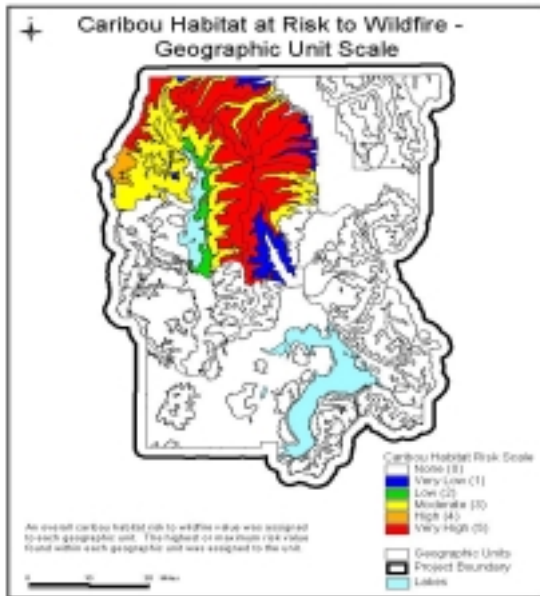 Caribou Habitat at Risk to Wildfire -
Geographic Unit Scale
Caribou Habitat Risk Scale
None (0)
Very Low (1)
Low (2)
Moderate (3)
High (4)
Very High (5)
An overall caribou habitat risk to wildfire value was assigned
to each geographic unit. The highest or maximum risk value
found within each geographic unit was assigned to the unit.
Geographic Units
Project Boundary
Lakes
0 10 20 Miles